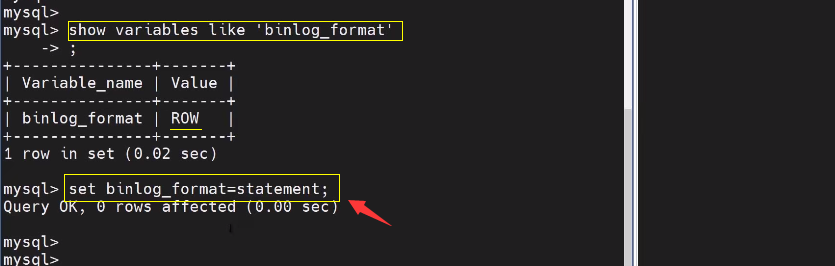 mysql>
mysql> show variables like 'binlog_format'
    -> ;
+---------------+-------+
| Variable_name | Value |
+---------------+-------+
| binlog_format | ROW   |
+---------------+-------+
1 row in set (0.02 sec)
mysql> set binlog_format=statement;
Query OK, 0 rows affected (0.00 sec)
mysql>
mysql>